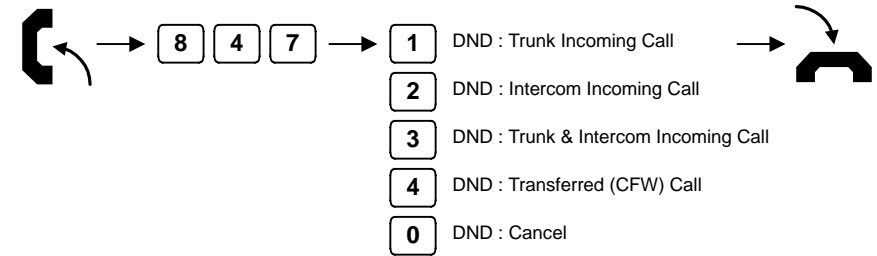 8 4 7 1 DND : Trunk Incoming Call
2 DND : Intercom Incoming Call
3 DND : Trunk & Intercom Incoming Call
4 DND : Transferred (CFW) Call
0 DND : Cancel